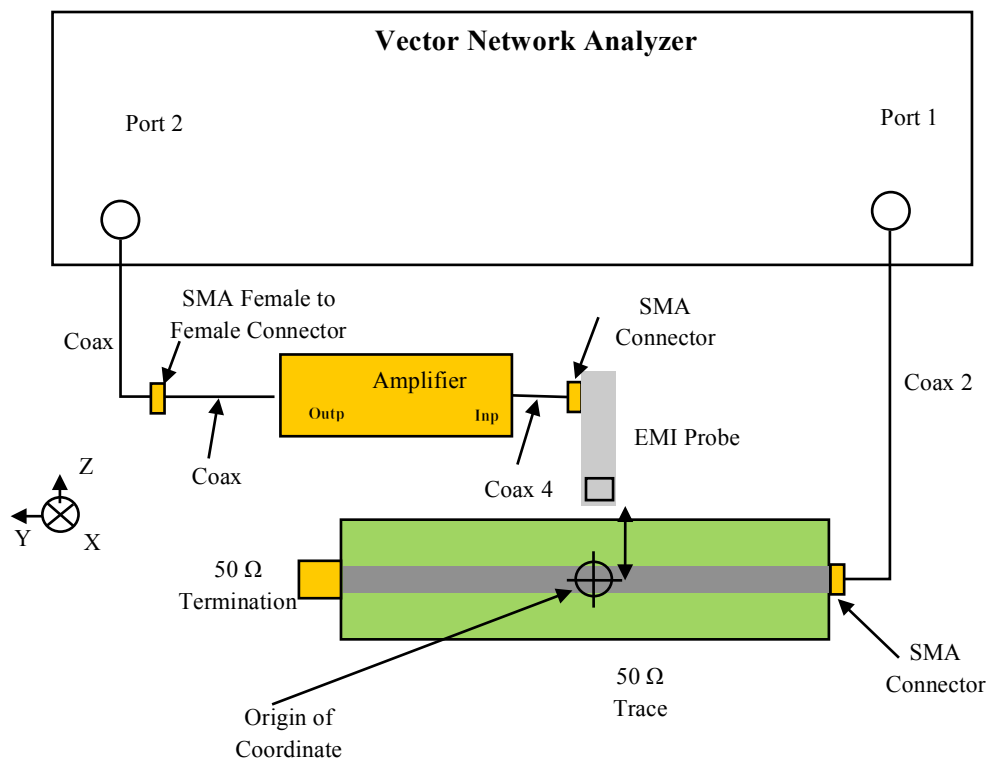 Vector Network Analyzer
Port 2
Port 1
SMA Female to
Female Connector
SMA
Connector
Coax
Coax 2
Amplifier
Outp
Inp
EMI Probe
Coax
Coax 4
Z
Y
X
50 Ω
Termination
SMA
Connector
50 Ω
Trace
Origin of
Coordinate